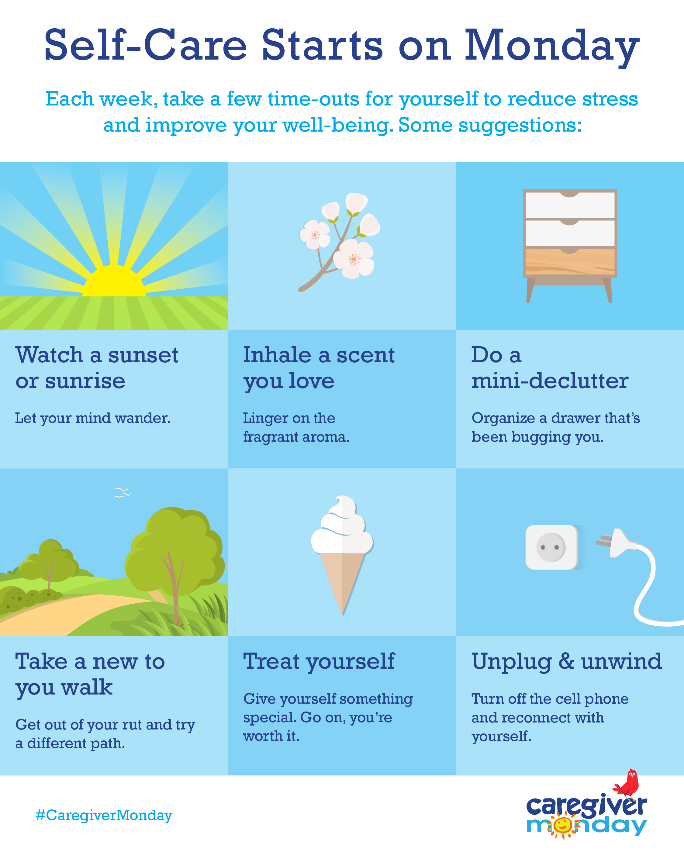 Self-Care Starts on Monday
Each week, take a few time-outs for yourself to reduce stress
and improve your well-being. Some suggestions:
Watch a sunset
or sunrise
Let your mind wander.
Inhale a scent
you love
Linger on the
fragrant aroma.
Do a
mini-declutter
Organize a drawer that's
been bugging you.
Take a new to
you walk
Get out of your rut and try
a different path.
Treat yourself
Give yourself something
special. Go on, you're
worth it.
Unplug & unwind
Turn off the cell phone
and reconnect with
yourself.
#CaregiverMonday
caregiver
monday